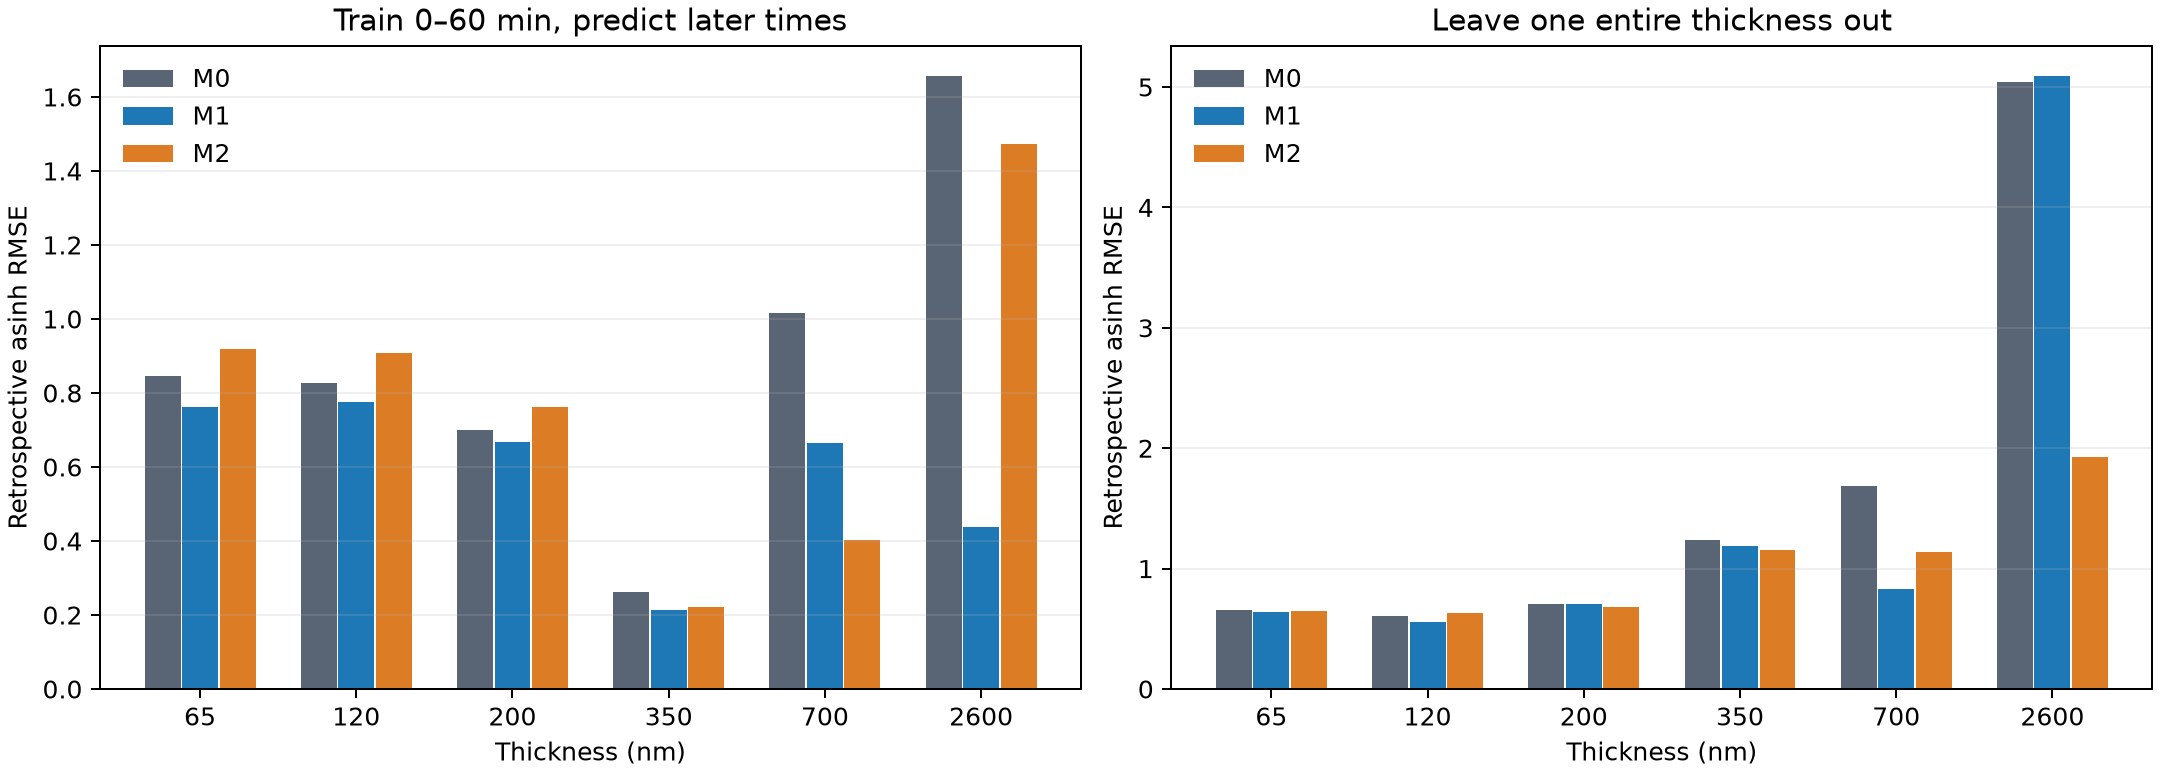 Train 0–60 min, predict later times
M0
M1
M2
Retrospective asinh RMSE
1.6
1.4
1.2
1.0
0.8
0.6
0.4
0.2
0.0
65 120 200 350 700 2600
Thickness (nm)
Leave one entire thickness out
M0
M1
M2
Retrospective asinh RMSE
5
4
3
2
1
0
65 120 200 350 700 2600
Thickness (nm)